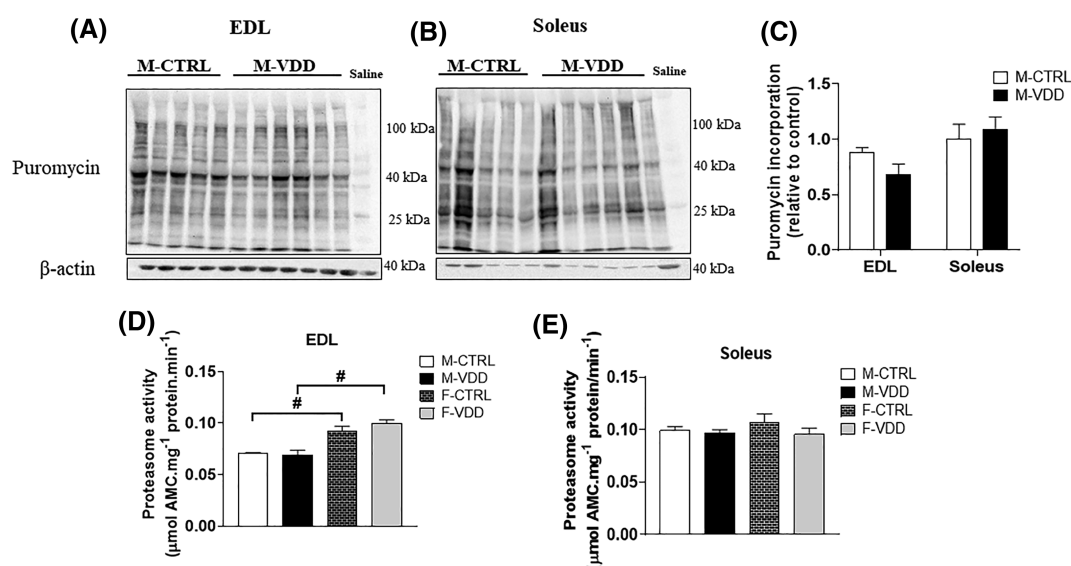 (A)
EDL
M-CTRL M-VDD Saline
Puromycin
100 kDa
40 kDa
25 kDa
β-actin
40 kDa
(B)
Soleus
M-CTRL M-VDD Saline
100 kDa
40 kDa
25 kDa
40 kDa
(C)
Puromycin incorporation
(relative to control)
1.5
1.0
0.5
0.0
EDL Soleus
M-CTRL
M-VDD
(D)
EDL
Proteasome activity
(μmol AMC.mg⁻¹ protein.min⁻¹)
0.15
0.10
0.05
0.00
#
#
M-CTRL
M-VDD
F-CTRL
F-VDD
(E)
Soleus
Proteasome activity
μmol AMC.mg⁻¹ protein/min⁻¹)
0.15
0.10
0.05
0.00
M-CTRL
M-VDD
F-CTRL
F-VDD